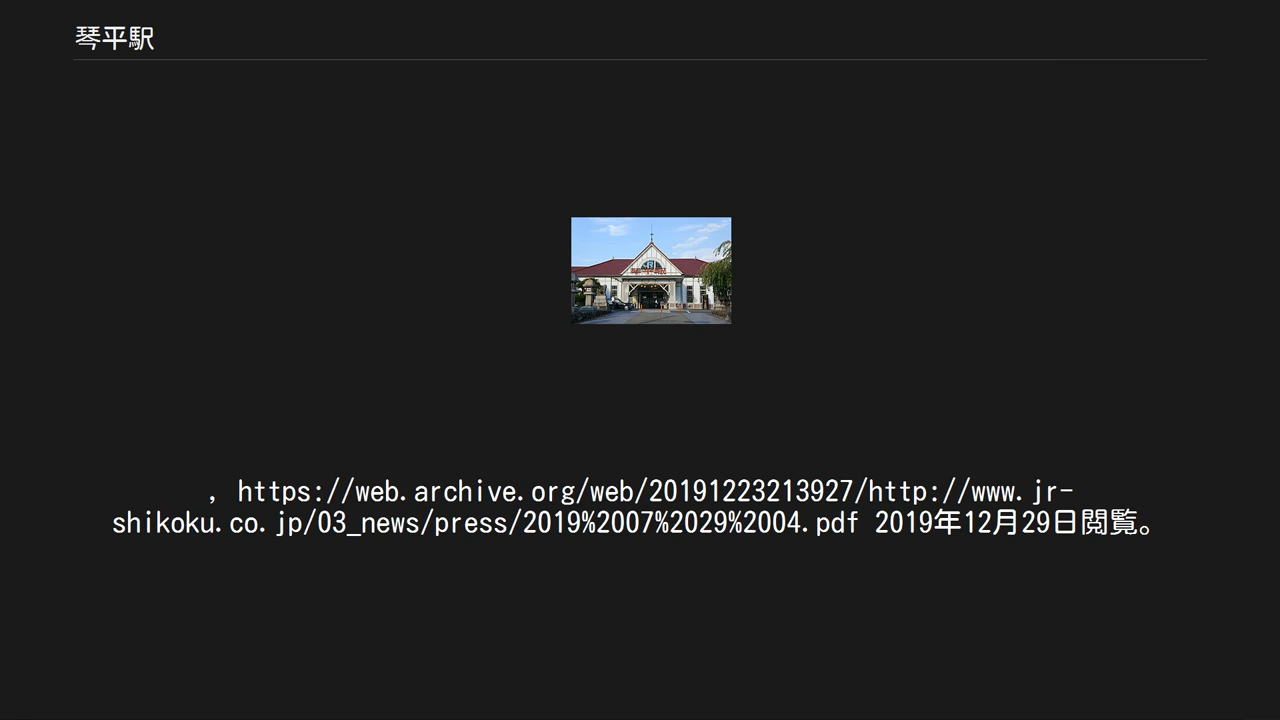 琴平駅
, https://web.archive.org/web/20191223213927/http://www.jr-
shikoku.co.jp/03_news/press/2019%2007%2029%2004.pdf 2019年12月29日閲覧。